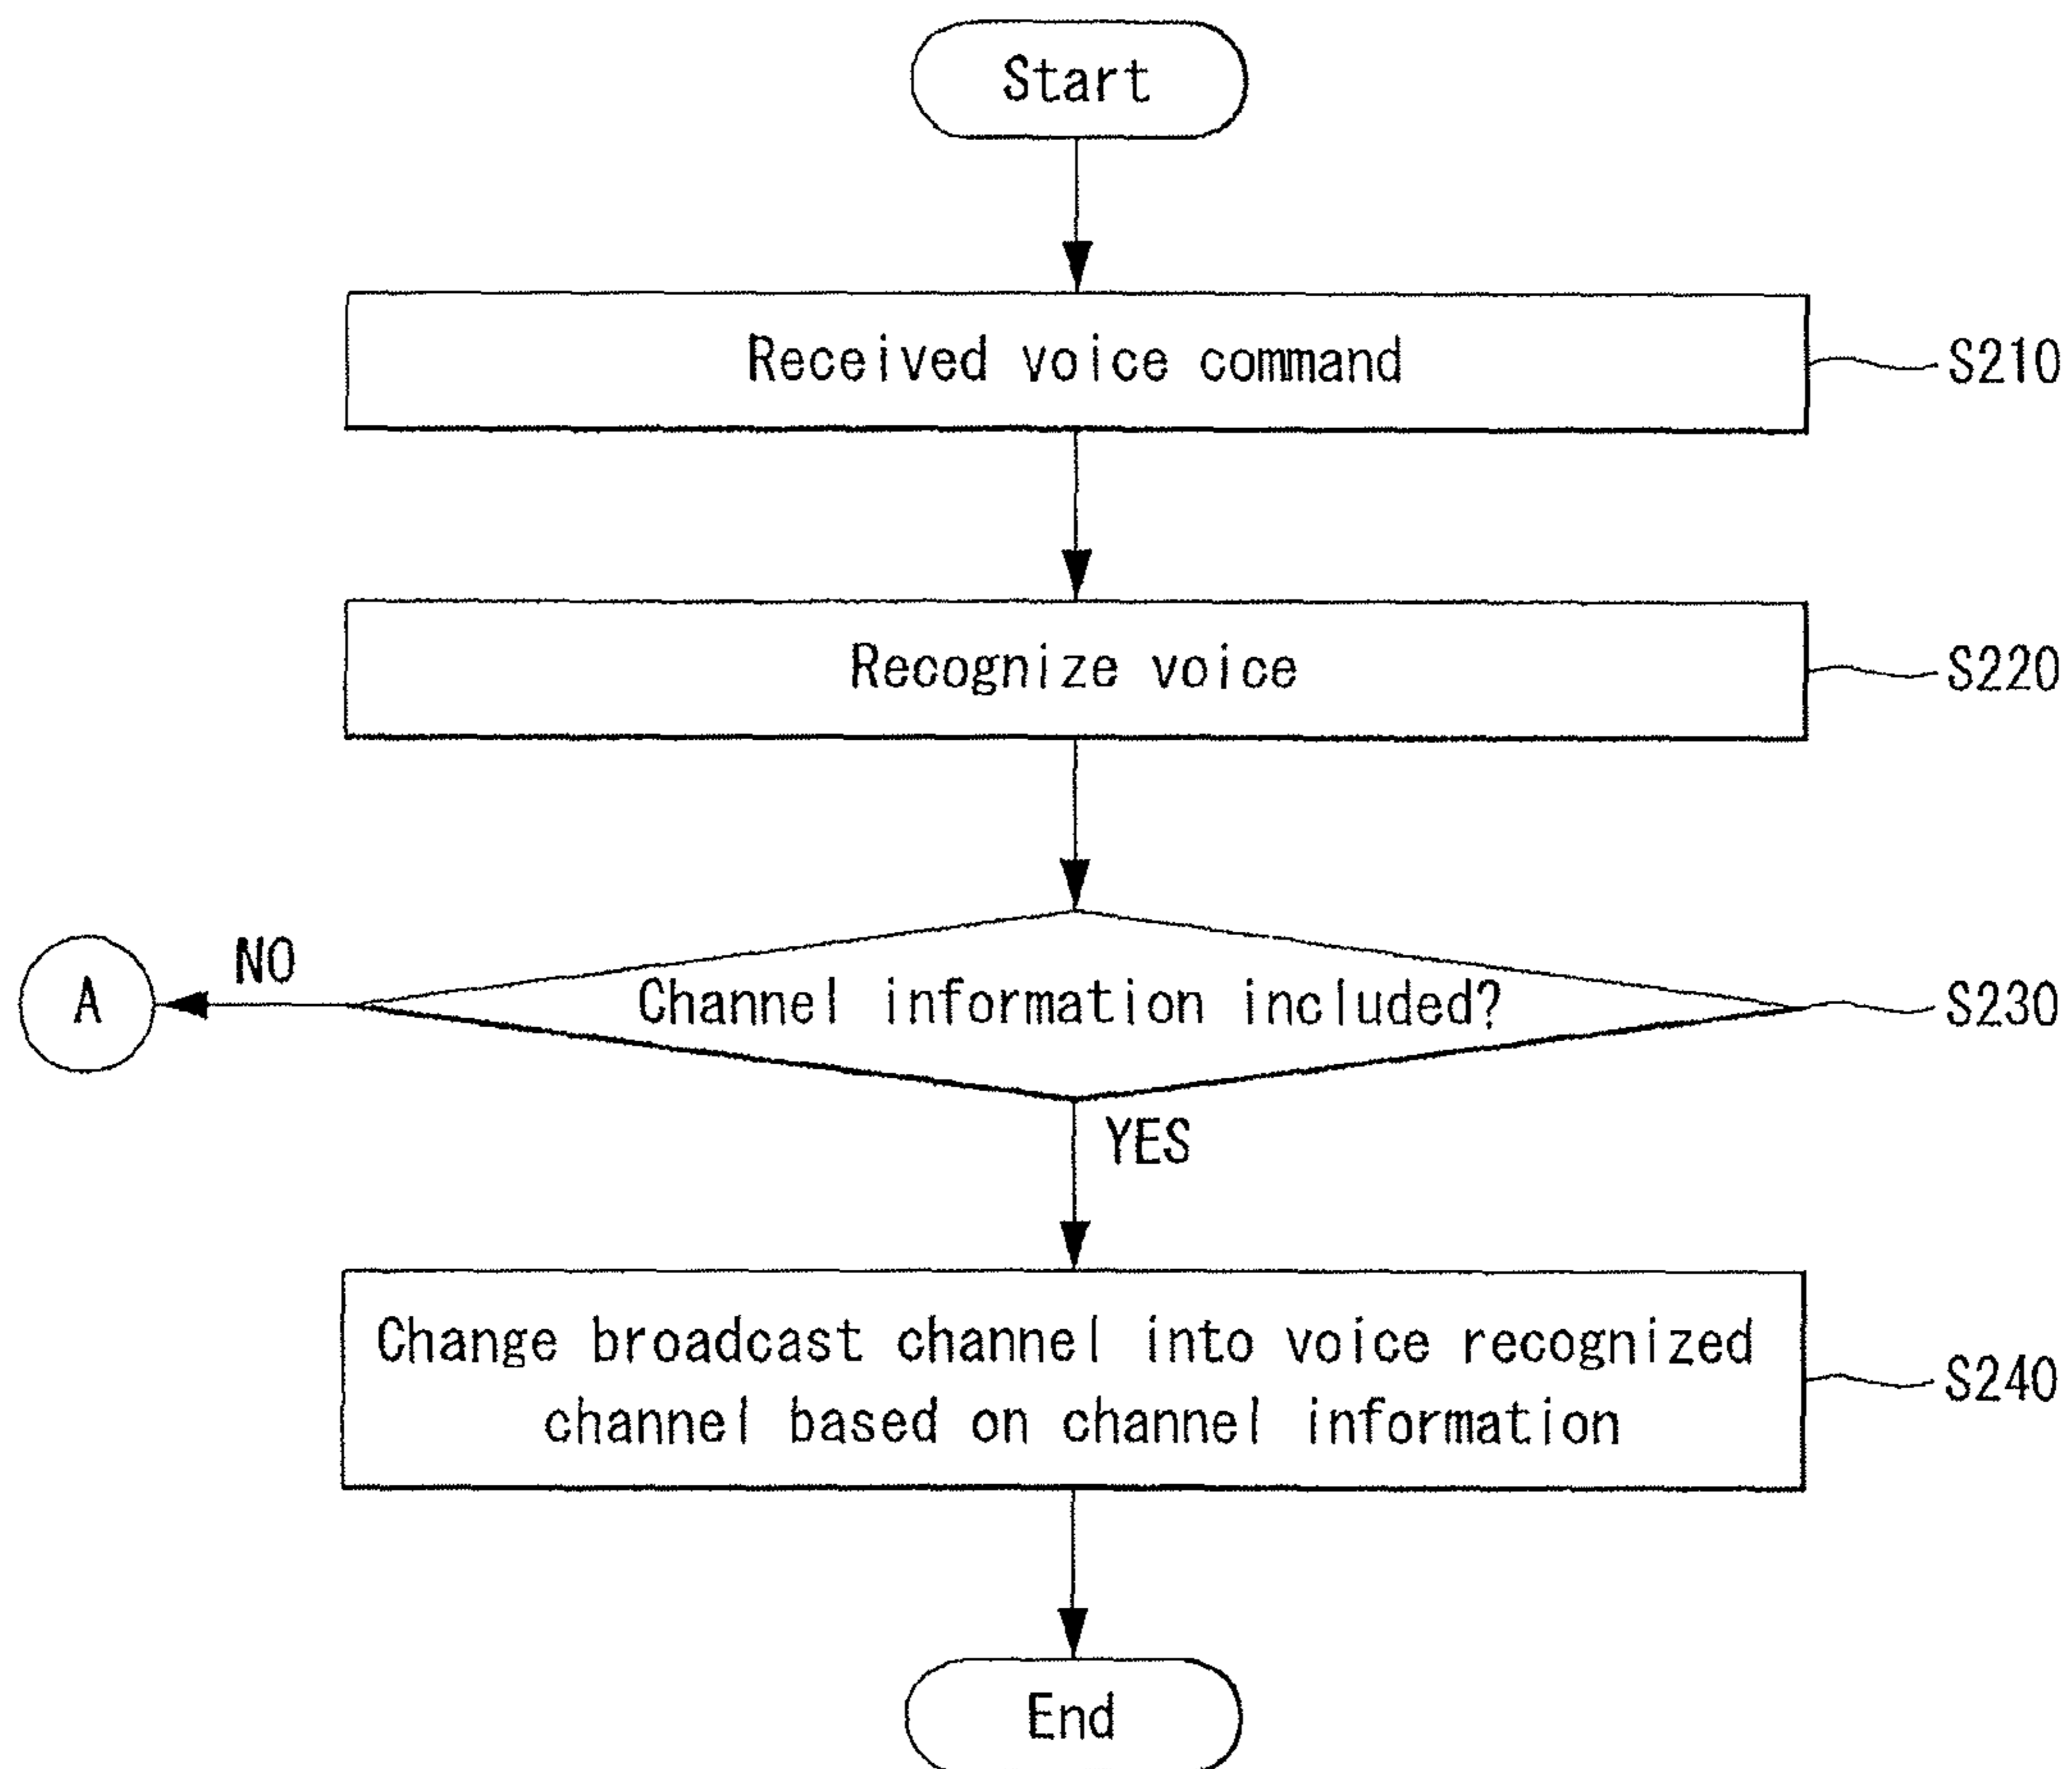 Start
Received voice command
S210
Recognize voice
S220
A
NO
Channel information included?
S230
YES
Change broadcast channel into voice recognized
channel based on channel information
S240
End